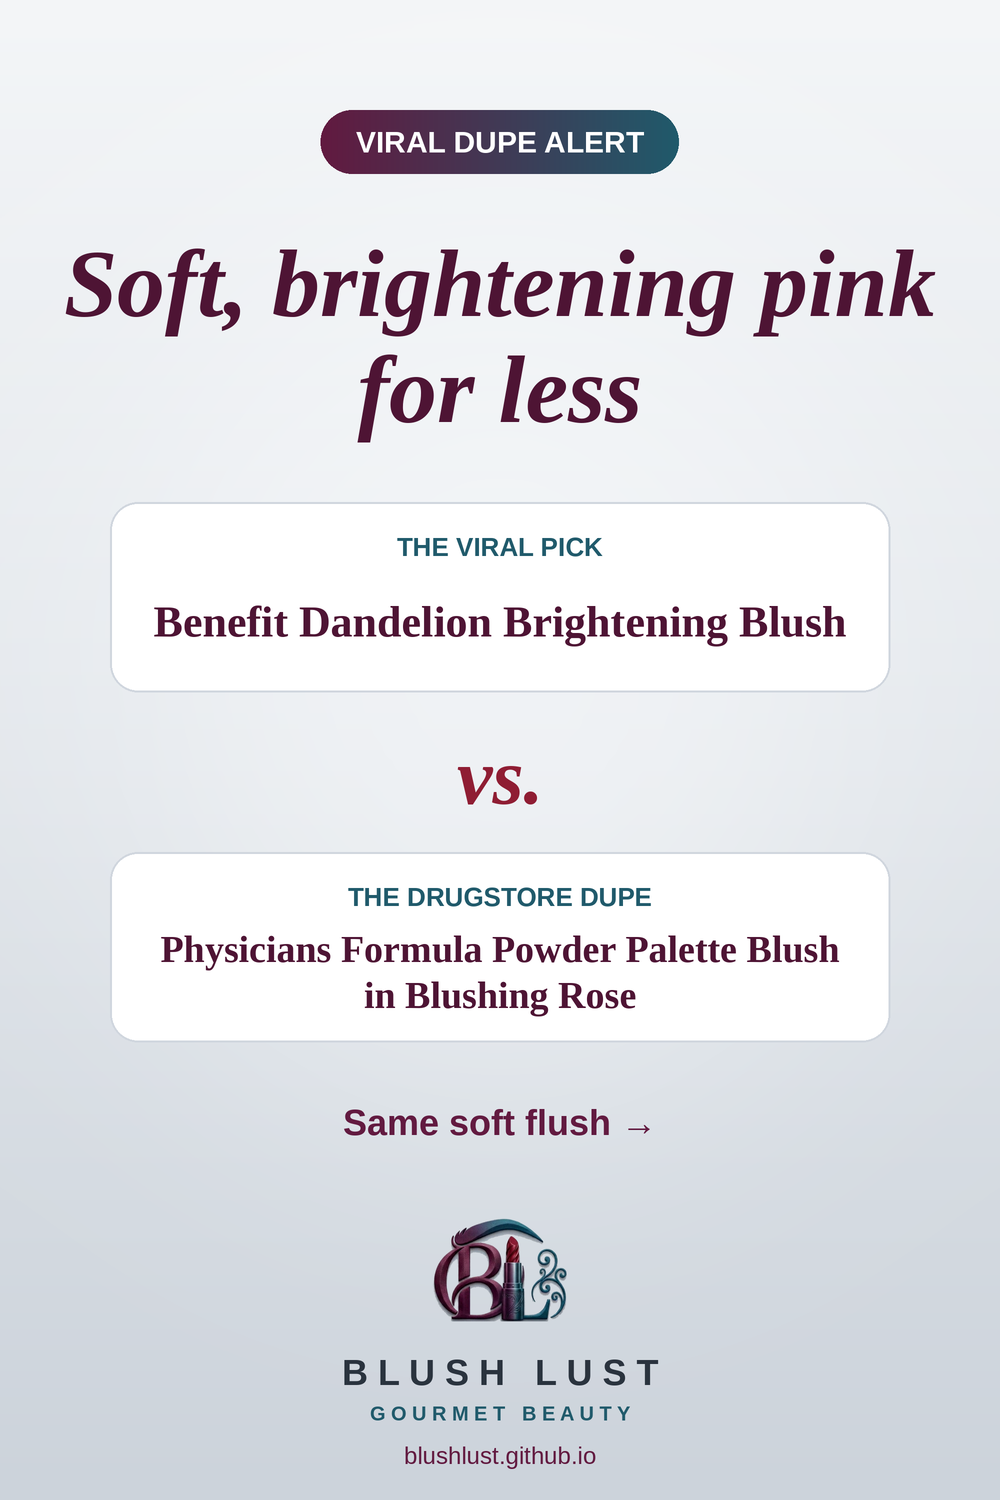 VIRAL DUPE ALERT
Soft, brightening pink
for less
THE VIRAL PICK
Benefit Dandelion Brightening Blush
vs.
THE DRUGSTORE DUPE
Physicians Formula Powder Palette Blush
in Blushing Rose
Same soft flush →
BL
BLUSH LUST
GOURMET BEAUTY
blushlust.github.io